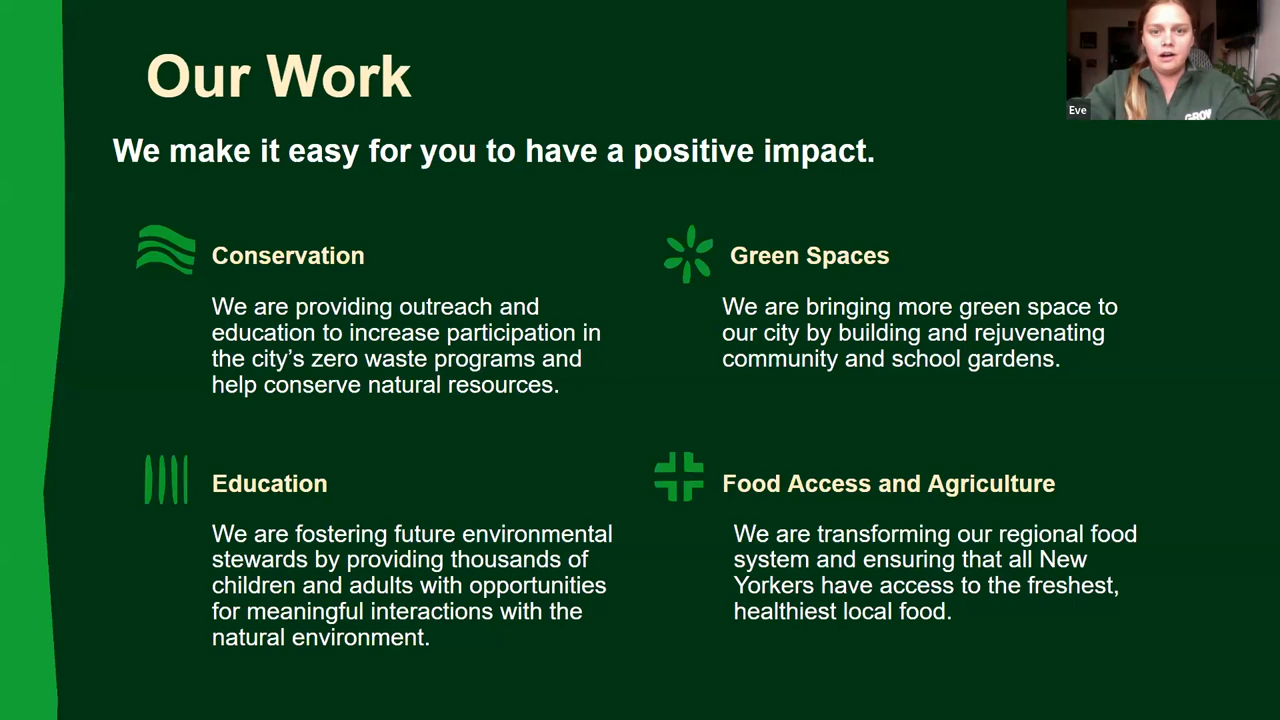 Our Work
We make it easy for you to have a positive impact.
Eve
GROW
Conservation
We are providing outreach and
education to increase participation in
the city’s zero waste programs and
help conserve natural resources.
Green Spaces
We are bringing more green space to
our city by building and rejuvenating
community and school gardens.
Education
We are fostering future environmental
stewards by providing thousands of
children and adults with opportunities
for meaningful interactions with the
natural environment.
Food Access and Agriculture
We are transforming our regional food
system and ensuring that all New
Yorkers have access to the freshest,
healthiest local food.